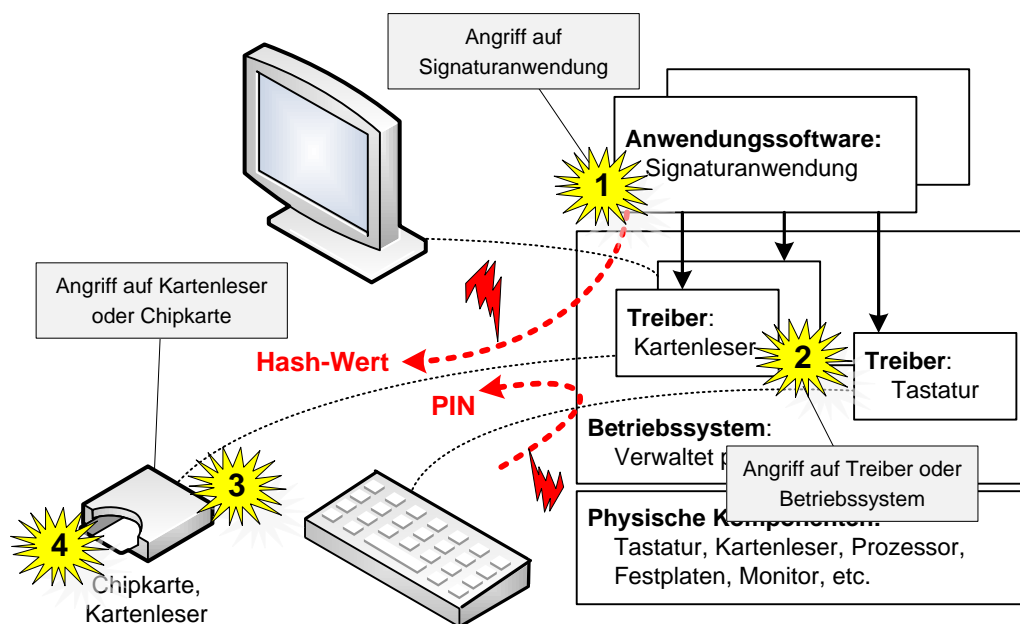 Angriff auf
Signaturanwendung
Anwendungssoftware:
Signaturanwendung
1
Angriff auf Kartenleser
oder Chipkarte
Treiber:
Kartenleser
2
Treiber:
Tastatur
Hash-Wert
PIN
Betriebssystem:
Verwaltet
Angriff auf Treiber oder
Betriebssystem
3
4
Chipkarte,
Kartenleser
Physische Komponenten:
Tastatur, Kartenleser, Prozessor,
Festplaten, Monitor, etc.